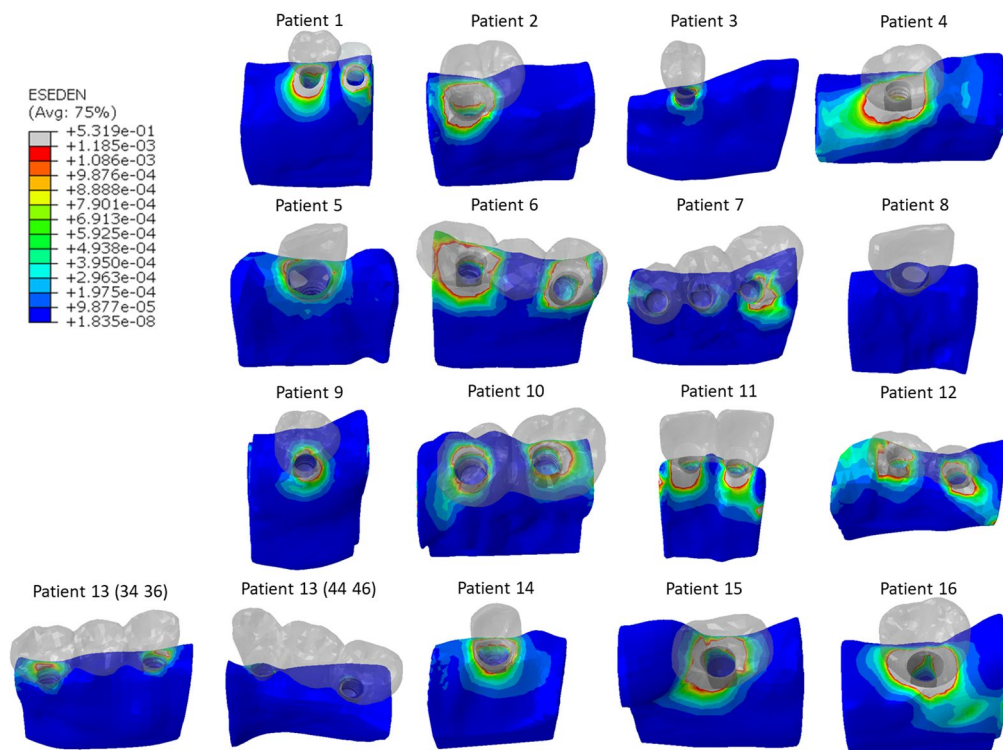 Patient 1
Patient 2
Patient 3
Patient 4
ESEDEN
(Avg: 75%)
+5.319e-01
+1.185e-03
+1.086e-03
+9.876e-04
+8.888e-04
+7.901e-04
+6.913e-04
+5.925e-04
+4.938e-04
+3.950e-04
+2.963e-04
+1.975e-04
+9.877e-05
+1.835e-08
Patient 5
Patient 6
Patient 7
Patient 8
Patient 9
Patient 10
Patient 11
Patient 12
Patient 13 (34 36)
Patient 13 (44 46)
Patient 14
Patient 15
Patient 16